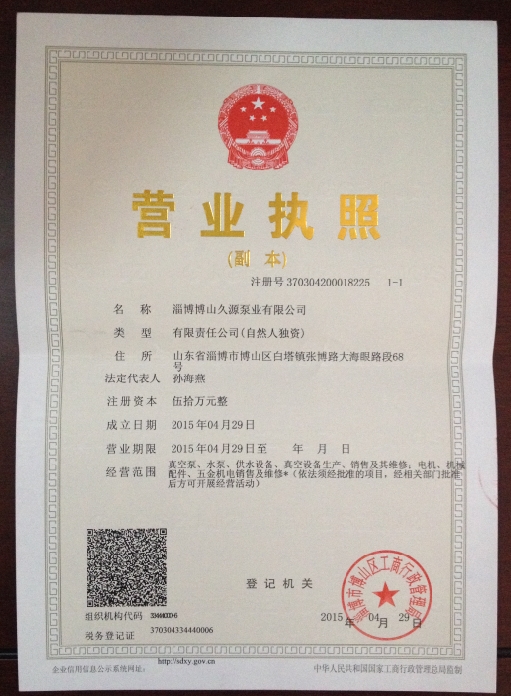 营业执照
(副本)
注册号 370304200018225 1-1
名称 淄博博山久源泵业有限公司
类型 有限责任公司(自然人独资)
住所 山东省淄博市博山区白塔镇张博路大海眼路段68
号
法定代表人 孙海燕
注册资本 伍拾万元整
成立日期 2015年04月29日
营业期限 2015年04月29日至 年 月 日
经营范围 真空泵、水泵、供水设备、真空设备生产、销售及其维修；电机、机械
配件、五金机电销售及维修*（依法须经批准的项目，经相关部门批准
后方可开展经营活动）
登记机关
淄博市博山区工商行政管理局
2015年 04月 29日
组织机构代码 33444000-6
税务登记证 370304334440006
http://sdxy.gov.cn
企业信用信息公示系统网址：
中华人民共和国国家工商行政管理总局监制